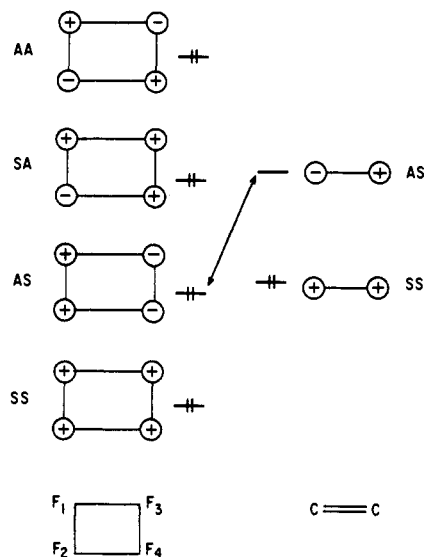 + −
AA
− +
+ +
SA
− + AS
− +
+ −
AS
+ + SS
+ −
+ +
SS
+ +
F₁ F₃
C=C
F₂ F₄